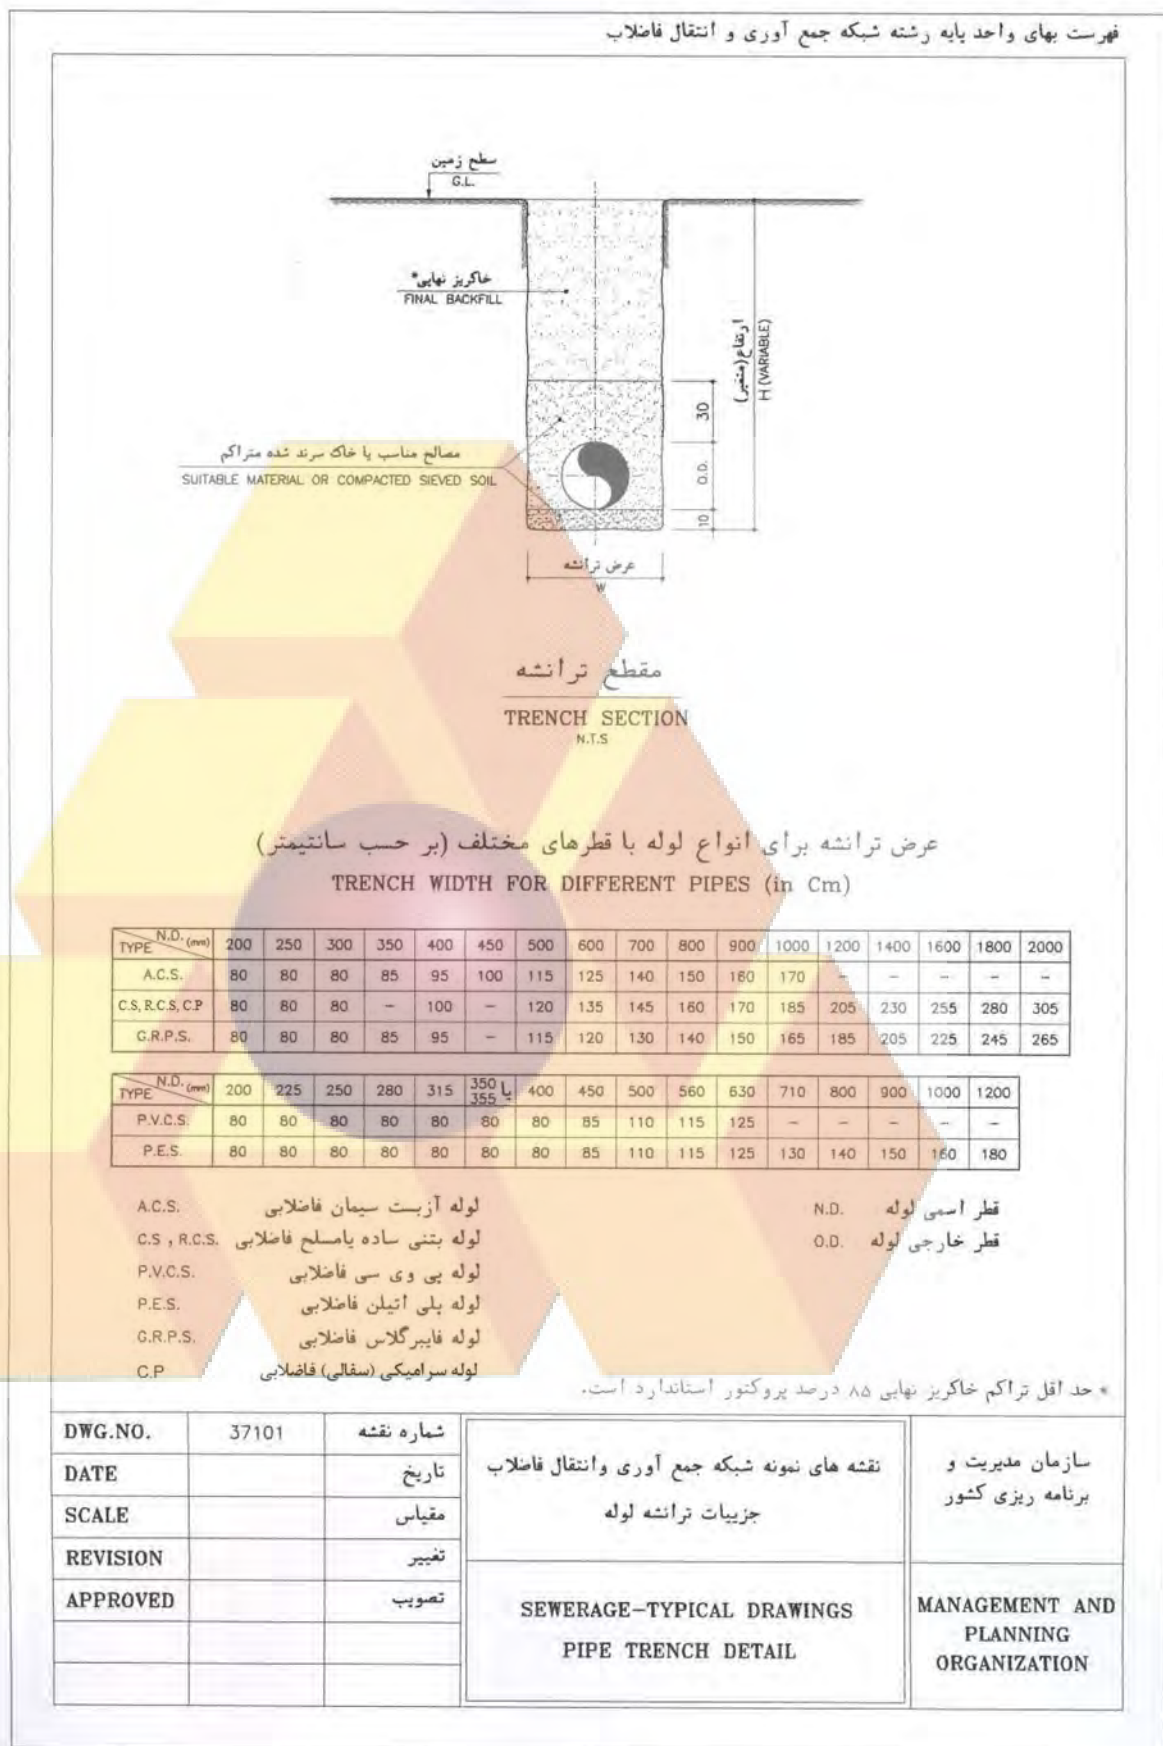 فهرست بهای واحد پایه رشته شبکه جمع آوری و انتقال فاضلاب
سطح زمین
G.L.
خاکریز نهایی*
FINAL BACKFILL
ارتفاع(متغیر)
H (VARIABLE)
30
O.D.
10
مصالح مناسب یا خاک سرند شده متراکم
SUITABLE MATERIAL OR COMPACTED SIEVED SOIL
عرض ترانشه
W
مقطع ترانشه
TRENCH SECTION
N.T.S
عرض ترانشه برای انواع لوله با قطرهای مختلف (بر حسب سانتیمتر)
TRENCH WIDTH FOR DIFFERENT PIPES (in Cm)
TYPE N.D. (mm) 200 250 300 350 400 450 500 600 700 800 900 1000 1200 1400 1600 1800 2000
A.C.S. 80 80 80 85 95 100 115 125 140 150 160 170 - - - - -
C.S, R.C.S, C.P 80 80 80 - 100 - 120 135 145 160 170 185 205 230 255 280 305
G.R.P.S. 80 80 80 85 95 - 115 120 130 140 150 165 185 205 225 245 265
TYPE N.D. (mm) 200 225 250 280 315 350 یا 355 400 450 500 560 630 710 800 900 1000 1200
P.V.C.S. 80 80 80 80 80 80 80 85 110 115 125 - - - - -
P.E.S. 80 80 80 80 80 80 80 85 110 115 125 130 140 150 160 180
قطر اسمی لوله N.D.
قطر خارجی لوله O.D.
لوله آزبست سیمان فاضلابی A.C.S.
لوله بتنی ساده یامسلح فاضلابی C.S , R.C.S.
لوله پی وی سی فاضلابی P.V.C.S.
لوله پلی اتیلن فاضلابی P.E.S.
لوله فایبرگلاس فاضلابی G.R.P.S.
لوله سرامیکی (سفالی) فاضلابی C.P
* حد اقل تراکم خاکریز نهایی ۸۵ درصد پروکتور استاندارد است.
DWG.NO. 37101 شماره نقشه
DATE تاریخ
SCALE مقیاس
REVISION تغییر
APPROVED تصویب
نقشه های نمونه شبکه جمع آوری وانتقال فاضلاب
جزییات ترانشه لوله
SEWERAGE-TYPICAL DRAWINGS
PIPE TRENCH DETAIL
سازمان مدیریت و
برنامه ریزی کشور
MANAGEMENT AND
PLANNING
ORGANIZATION